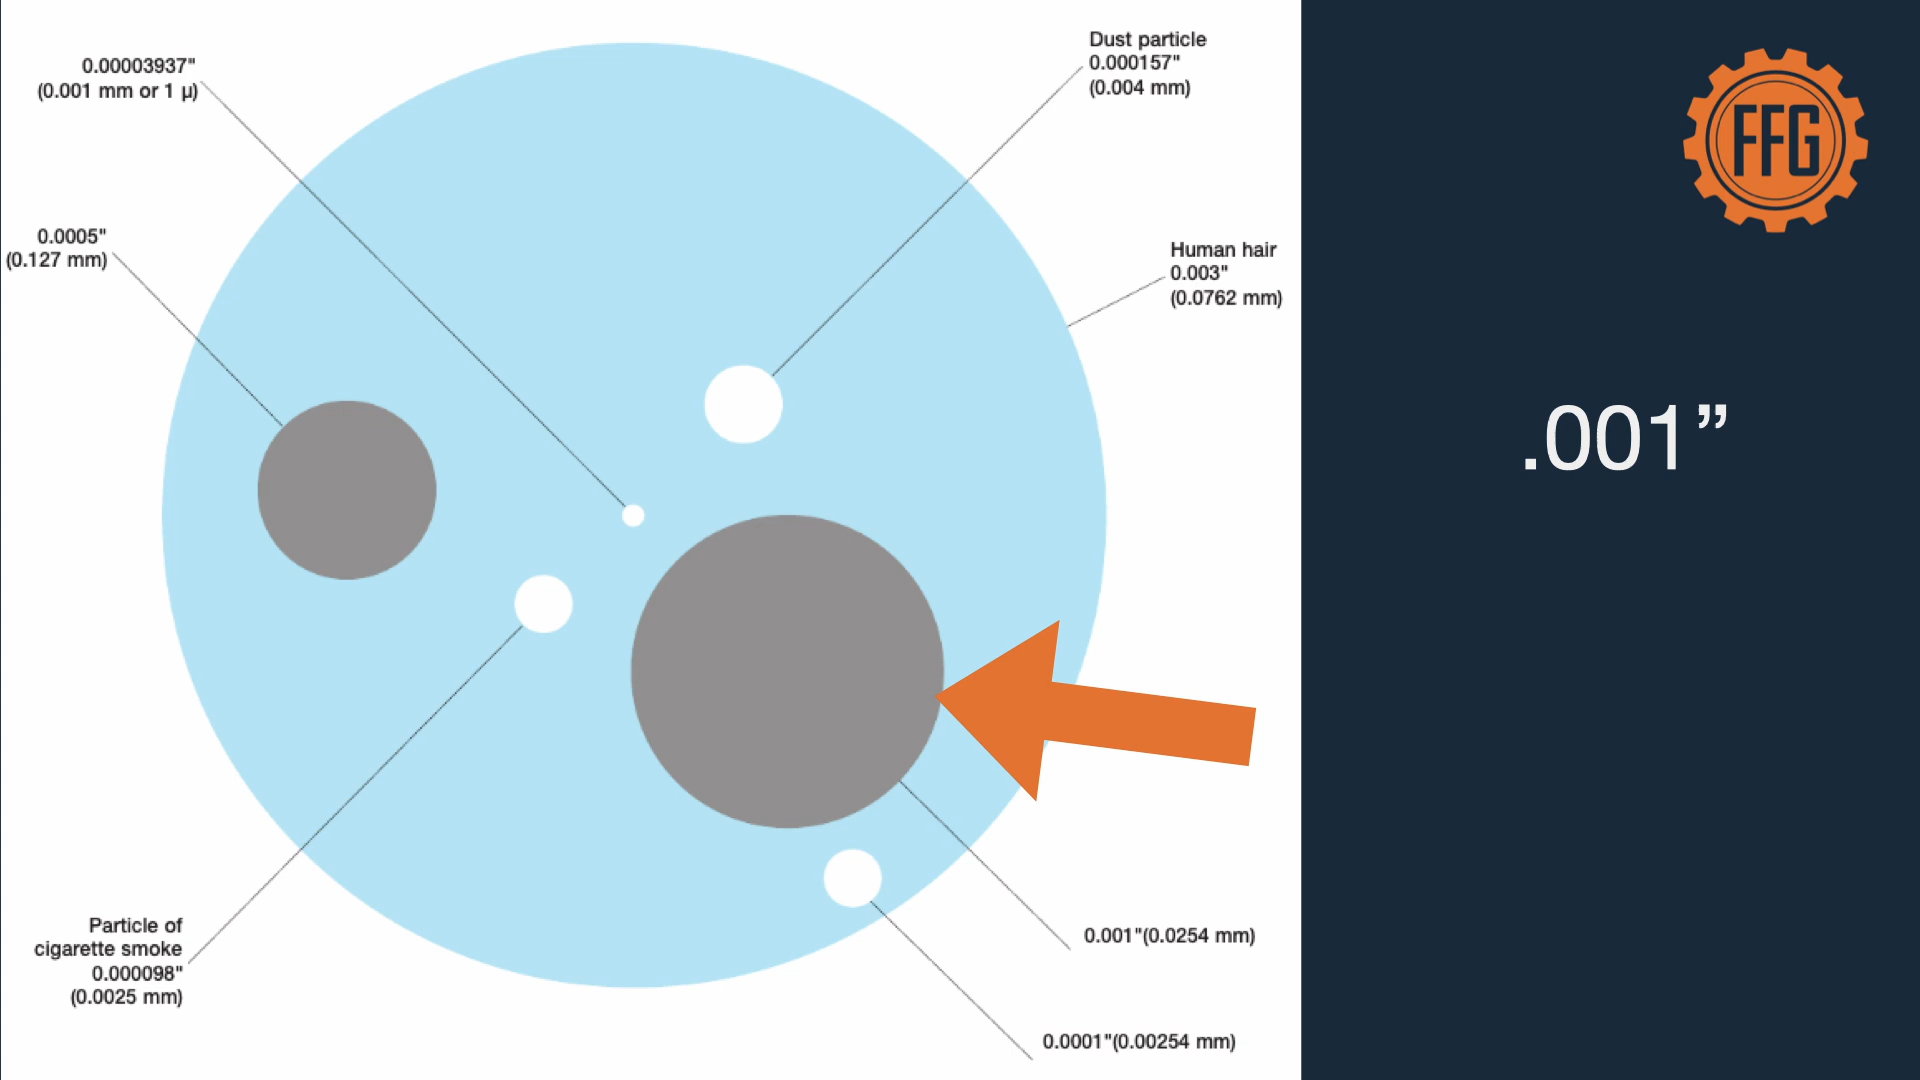 0.00003937"
(0.001 mm or 1 µ)
Dust particle
0.000157"
(0.004 mm)
FFG
0.0005"
(0.127 mm)
Human hair
0.003"
(0.0762 mm)
.001”
Particle of
cigarette smoke
0.000098"
(0.0025 mm)
0.001"(0.0254 mm)
0.0001"(0.00254 mm)